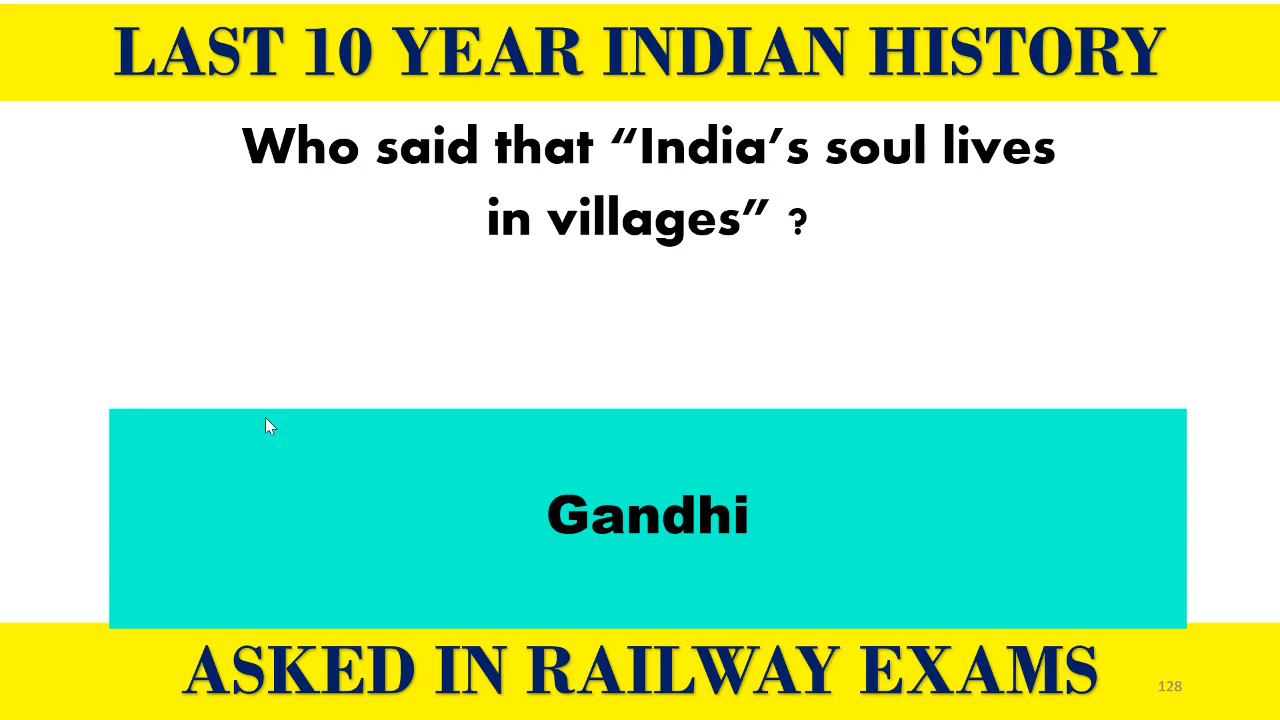 LAST 10 YEAR INDIAN HISTORY
Who said that “India’s soul lives
in villages” ?
Gandhi
ASKED IN RAILWAY EXAMS
128